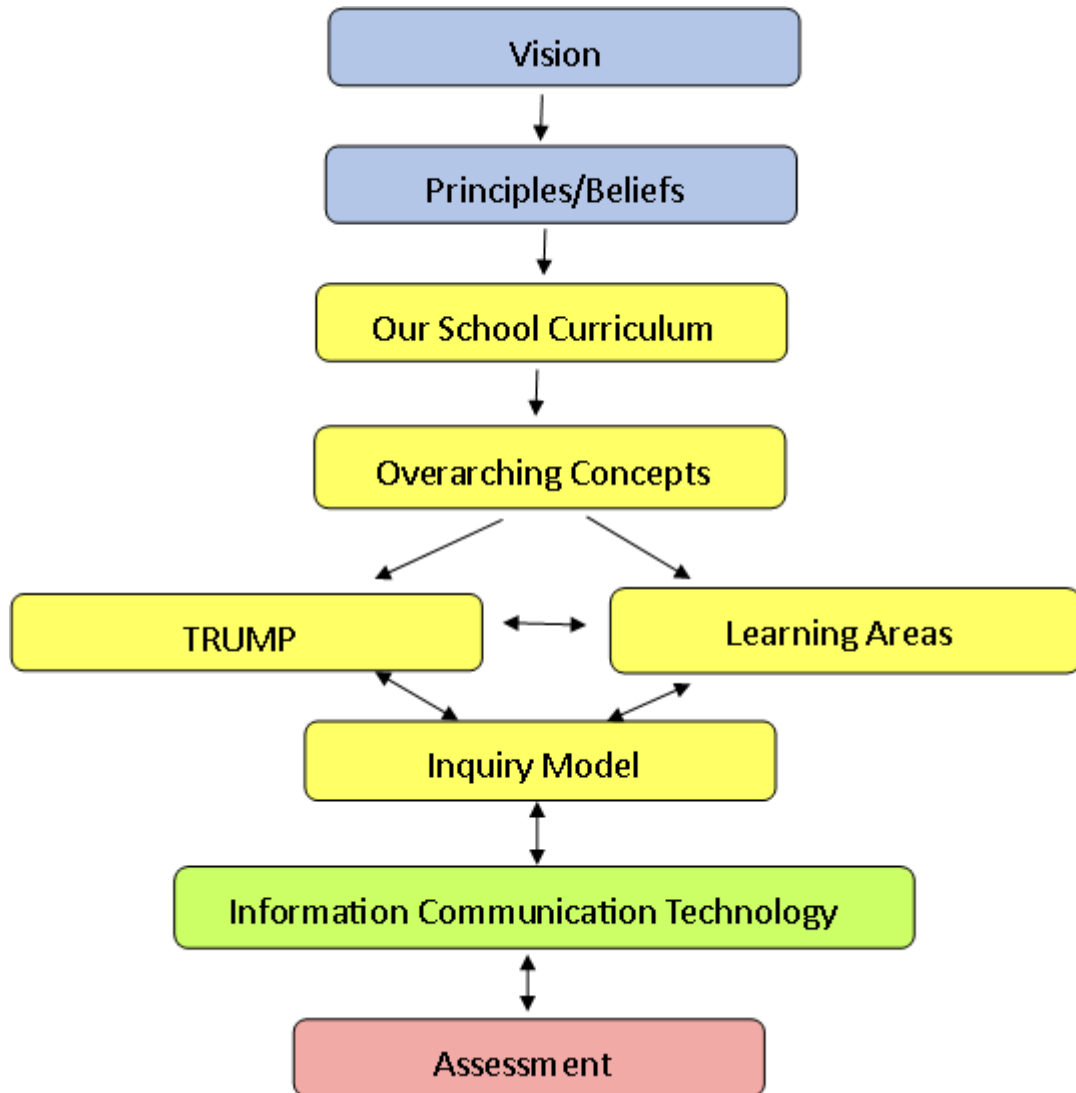 Vision
Principles/Beliefs
Our School Curriculum
Overarching Concepts
TRUMP
Learning Areas
Inquiry Model
Information Communication Technology
Assessment